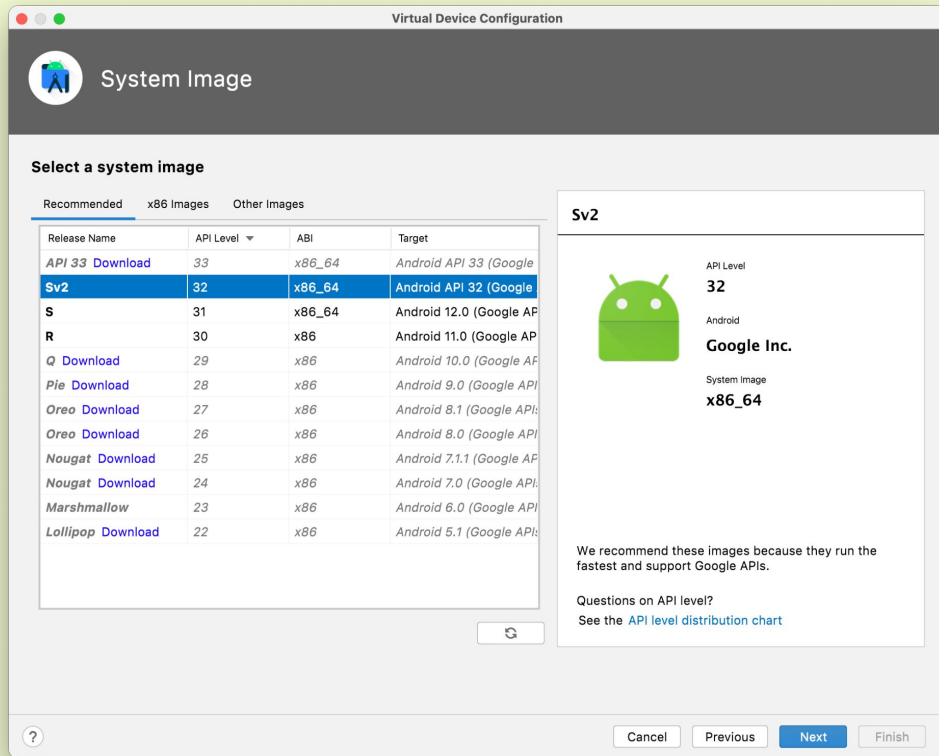 Virtual Device Configuration
System Image
Select a system image
Recommended x86 Images Other Images
Release Name API Level ABI Target
API 33 Download 33 x86_64 Android API 33 (Google
Sv2 32 x86_64 Android API 32 (Google
S 31 x86_64 Android 12.0 (Google AP
R 30 x86 Android 11.0 (Google AP
Q Download 29 x86 Android 10.0 (Google AP
Pie Download 28 x86 Android 9.0 (Google API
Oreo Download 27 x86 Android 8.1 (Google APIs
Oreo Download 26 x86 Android 8.0 (Google API
Nougat Download 25 x86 Android 7.1.1 (Google AP
Nougat Download 24 x86 Android 7.0 (Google APIs
Marshmallow 23 x86 Android 6.0 (Google API
Lollipop Download 22 x86 Android 5.1 (Google APIs
Sv2
API Level
32
Android
Google Inc.
System Image
x86_64
We recommend these images because they run the
fastest and support Google APIs.
Questions on API level?
See the API level distribution chart
? Cancel Previous Next Finish